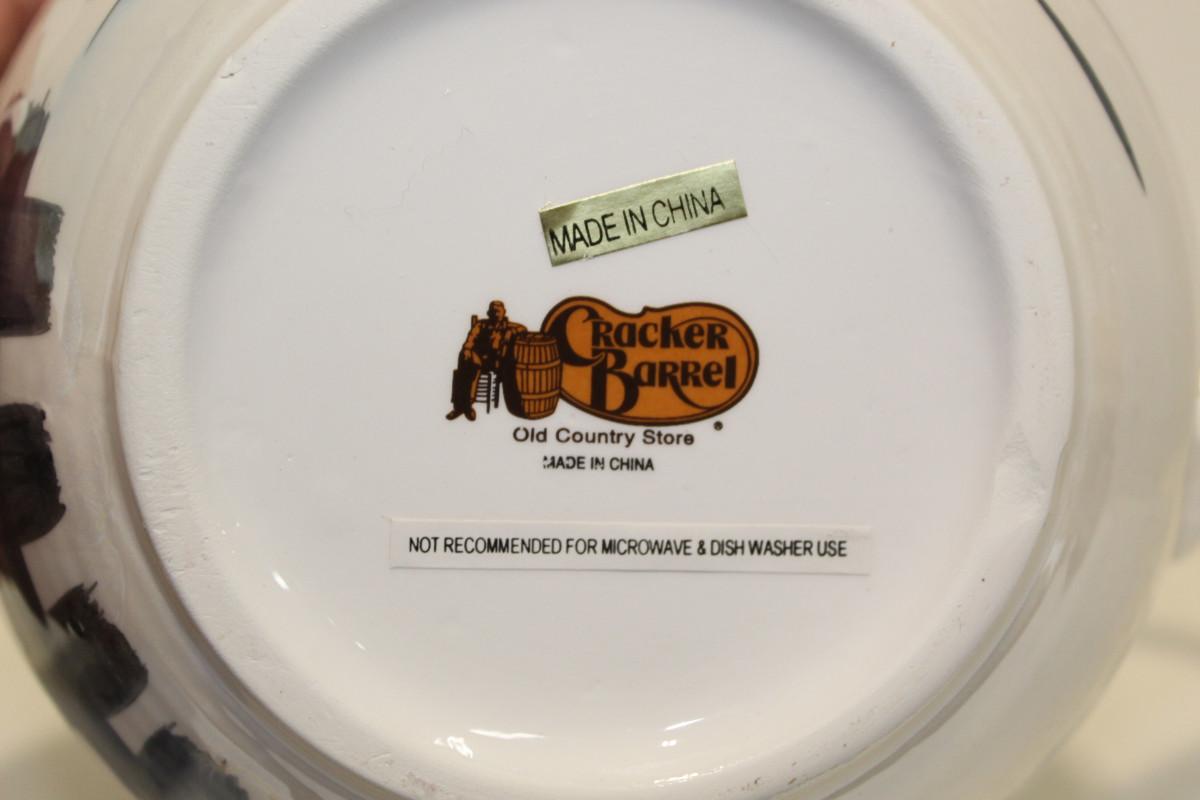 MADE IN CHINA
Cracker
Barrel
®
Old Country Store
MADE IN CHINA
NOT RECOMMENDED FOR MICROWAVE & DISH WASHER USE